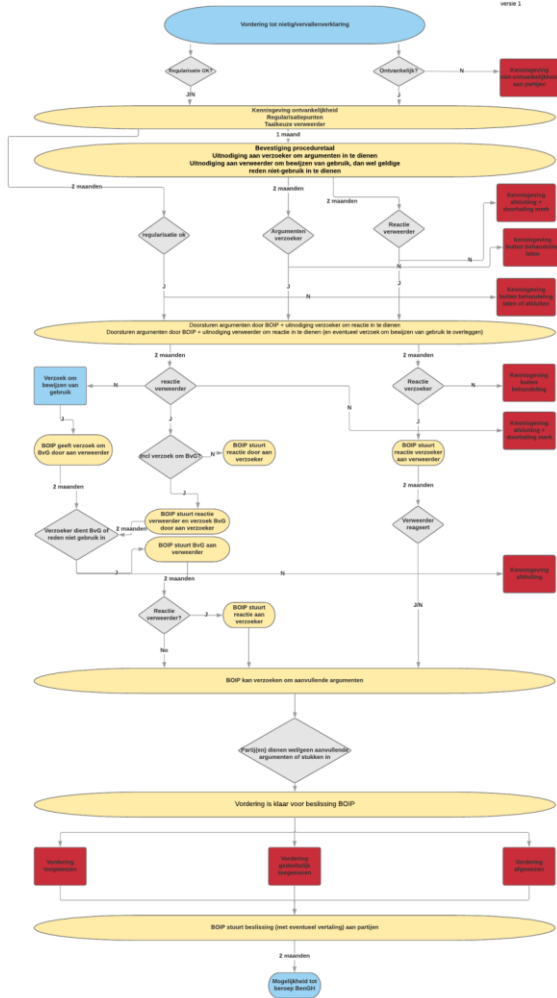 versie 1
Vordering tot nietig/vervallenverklaring
Regularisatie OK?
Ontvankelijk?
N
Kennisgeving
niet-ontvankelijkheid
aan partijen
J/N
J
Kennisgeving ontvankelijkheid
Regularisatiepunten
Taalkeuze verweerder
1 maand
Bevestiging proceduretaal
Uitnodiging aan verzoeker om argumenten in te dienen
Uitnodiging aan verweerder om bewijzen van gebruik, dan wel geldige
reden niet-gebruik in te dienen
2 maanden
2 maanden
2 maanden
Kennisgeving
afsluiting +
doorhaling merk
regularisatie ok
Argumenten
verzoeker
Reactie
verweerder
N
N
Kennisgeving
buiten behandeling
laten
J
J
J
N
Kennisgeving
buiten behandeling
laten of afsluiten
Doorsturen argumenten door BOIP + uitnodiging verzoeker om reactie in te dienen
Doorsturen argumenten door BOIP + uitnodiging verweerder om reactie in te dienen (en eventueel verzoek om bewijzen van gebruik te overleggen)
2 maanden
2 maanden
Verzoek om
bewijzen van
gebruik
N
reactie
verweerder
Reactie
verzoeker
N
Kennisgeving
buiten
behandeling
J
J
J
Kennisgeving
afsluiting +
doorhaling merk
BOIP geeft verzoek om
BvG door aan verweerder
Incl verzoek om BvG?
N
BOIP stuurt
reactie door aan
verzoeker
BOIP stuurt
reactie verzoeker
aan verweerder
2 maanden
J
2 maanden
Verzoeker dient BvG of
reden niet gebruik in
2 maanden
BOIP stuurt reactie
verweerder en verzoek BvG
door aan verzoeker
Verweerder
reageert
BOIP stuurt BvG aan
verweerder
J
N
Kennisgeving
afsluiting
2 maanden
Reactie
verweerder?
J
BOIP stuurt
reactie aan
verzoeker
J/N
No
BOIP kan verzoeken om aanvullende argumenten
Partij(en) dienen wel/geen aanvullende
argumenten of stukken in
Vordering is klaar voor beslissing BOIP
Vordering
toegewezen
Vordering
gedeeltelijk
toegewezen
Vordering
afgewezen
BOIP stuurt beslissing (met eventueel vertaling) aan partijen
2 maanden
Mogelijkheid tot
beroep BenGH